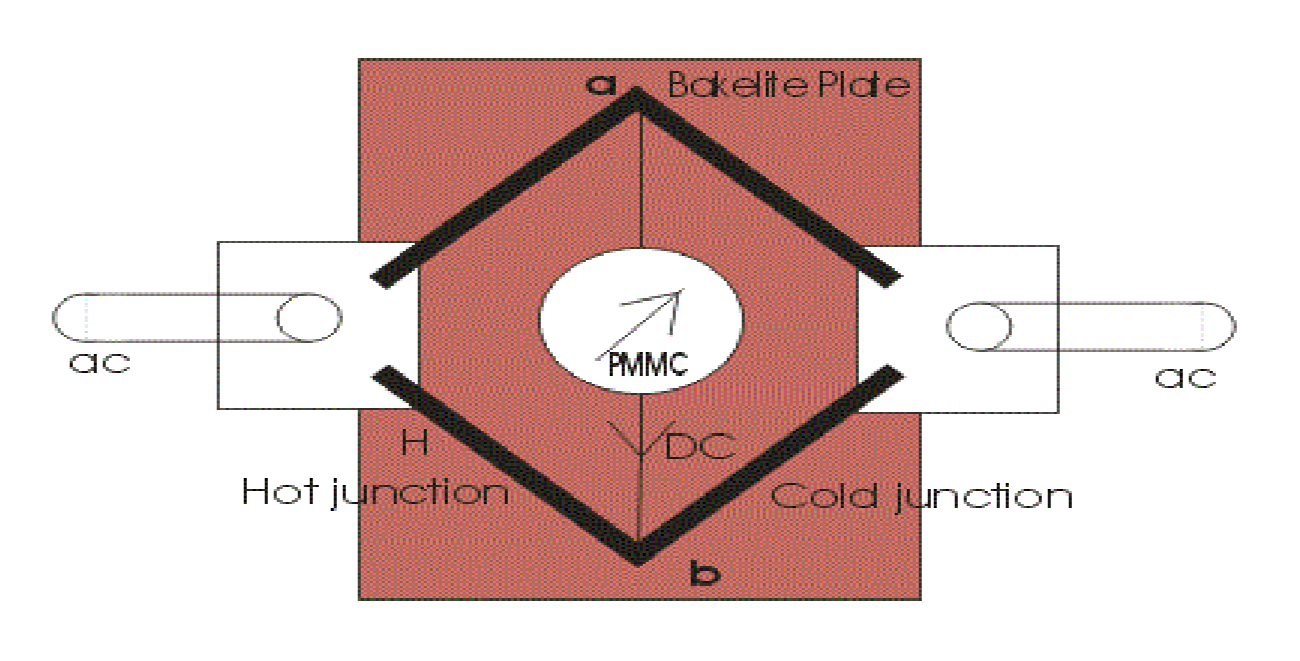 a Bakelite Plate
PMMC
ac
ac
H
DC
Hot junction
Cold junction
b